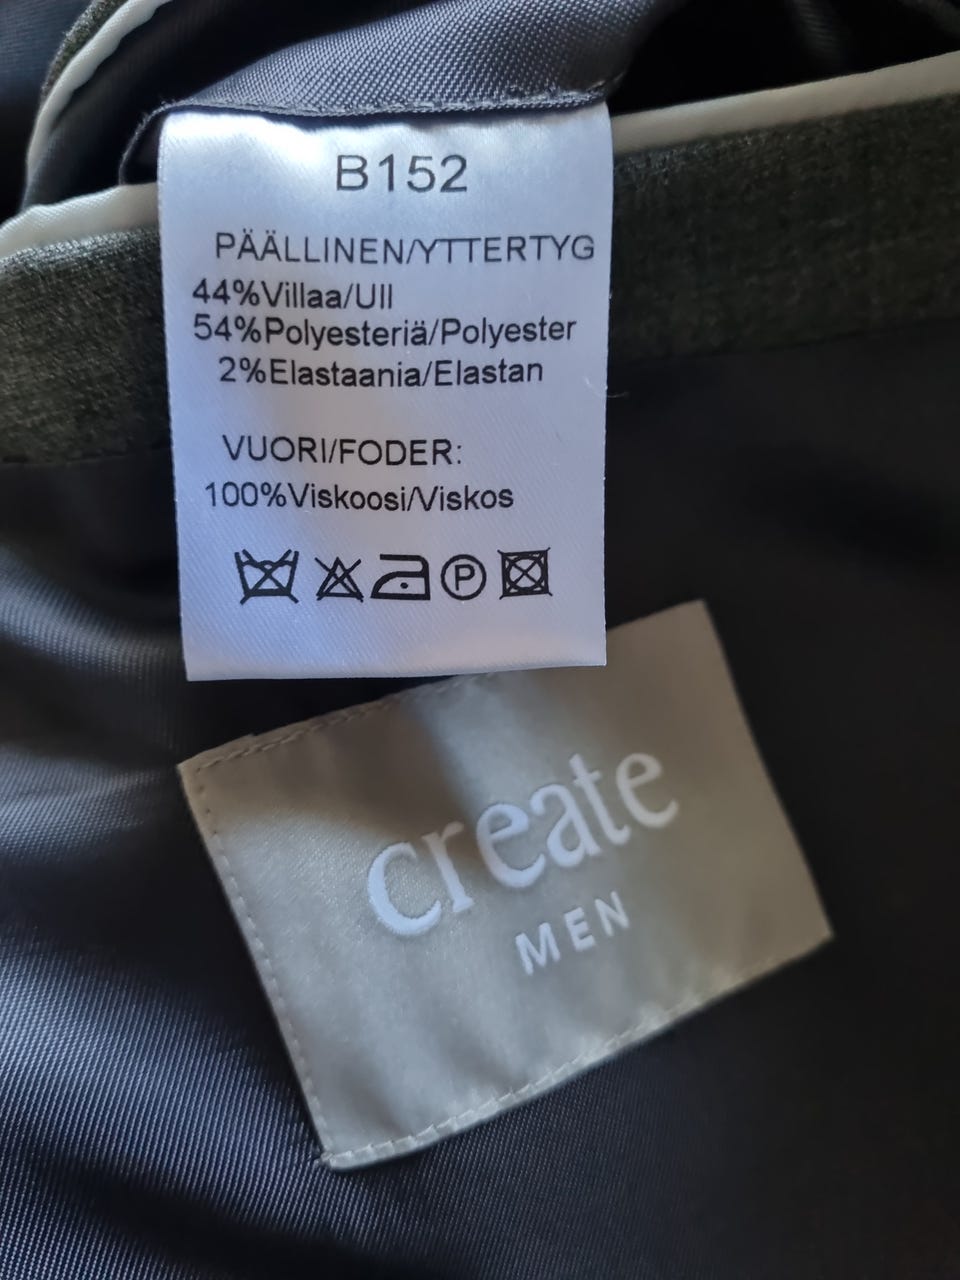 B152
PÄÄLLINEN/YTTERTYG
44%Villaa/Ull
54%Polyesteriä/Polyester
2%Elastaania/Elastan
VUORI/FODER:
100%Viskoosi/Viskos
P
create
MEN